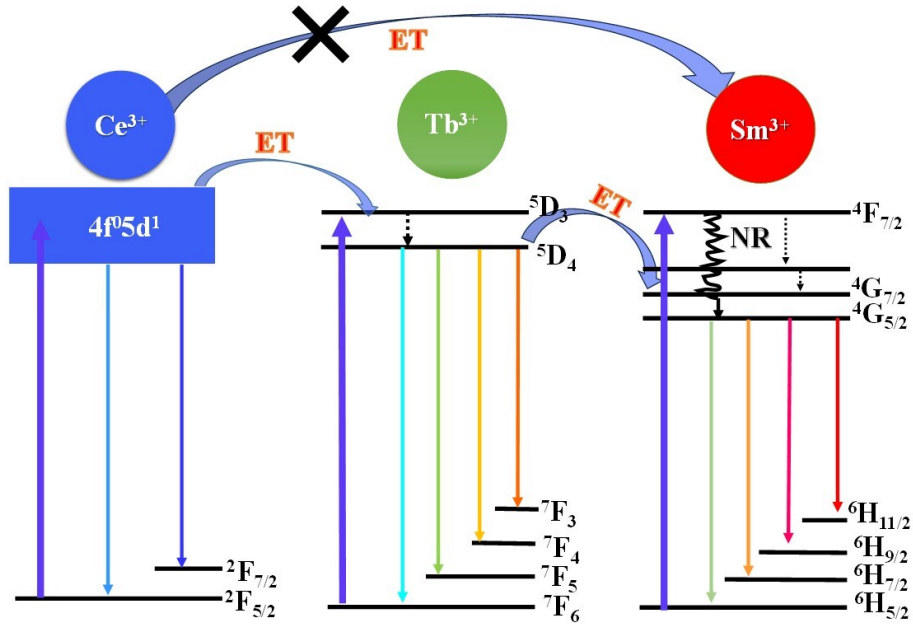 ET
Ce³⁺
Tb³⁺
Sm³⁺
ET
ET
4f⁰5d¹
⁵D₃
⁵D₄
⁴F₇/₂
NR
⁴G₇/₂
⁴G₅/₂
⁷F₃
⁷F₄
⁷F₅
⁷F₆
²F₇/₂
²F₅/₂
⁶H₁₁/₂
⁶H₉/₂
⁶H₇/₂
⁶H₅/₂